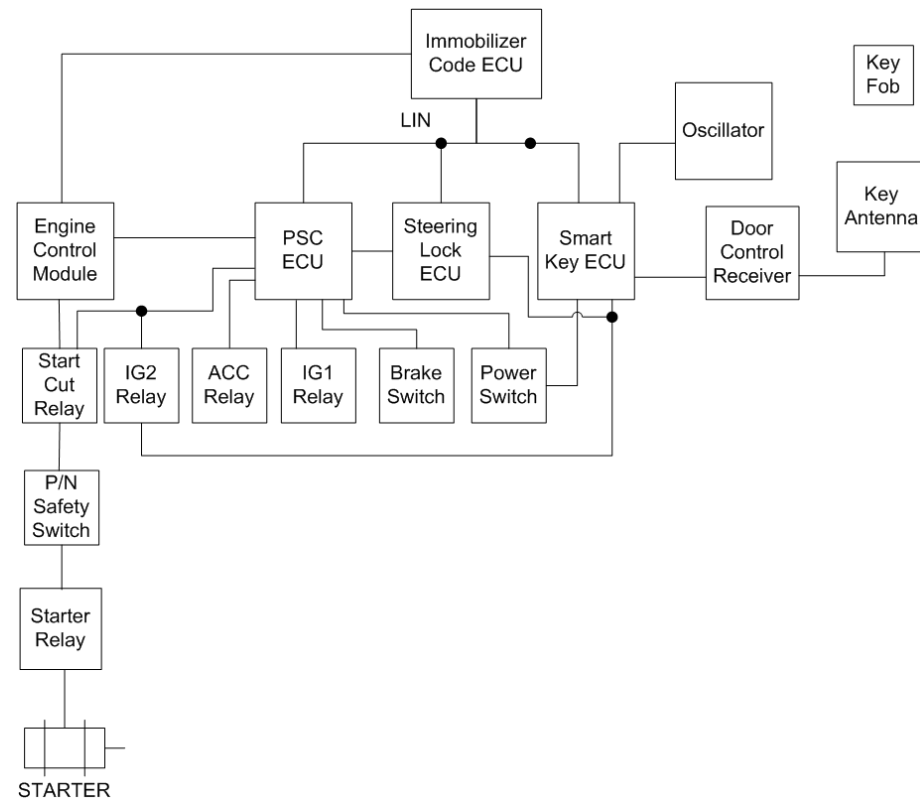 Immobilizer
Code ECU
Key
Fob
LIN
Oscillator
Key
Antenna
Engine
Control
Module
PSC
ECU
Steering
Lock
ECU
Smart
Key ECU
Door
Control
Receiver
Start
Cut
Relay
IG2
Relay
ACC
Relay
IG1
Relay
Brake
Switch
Power
Switch
P/N
Safety
Switch
Starter
Relay
STARTER